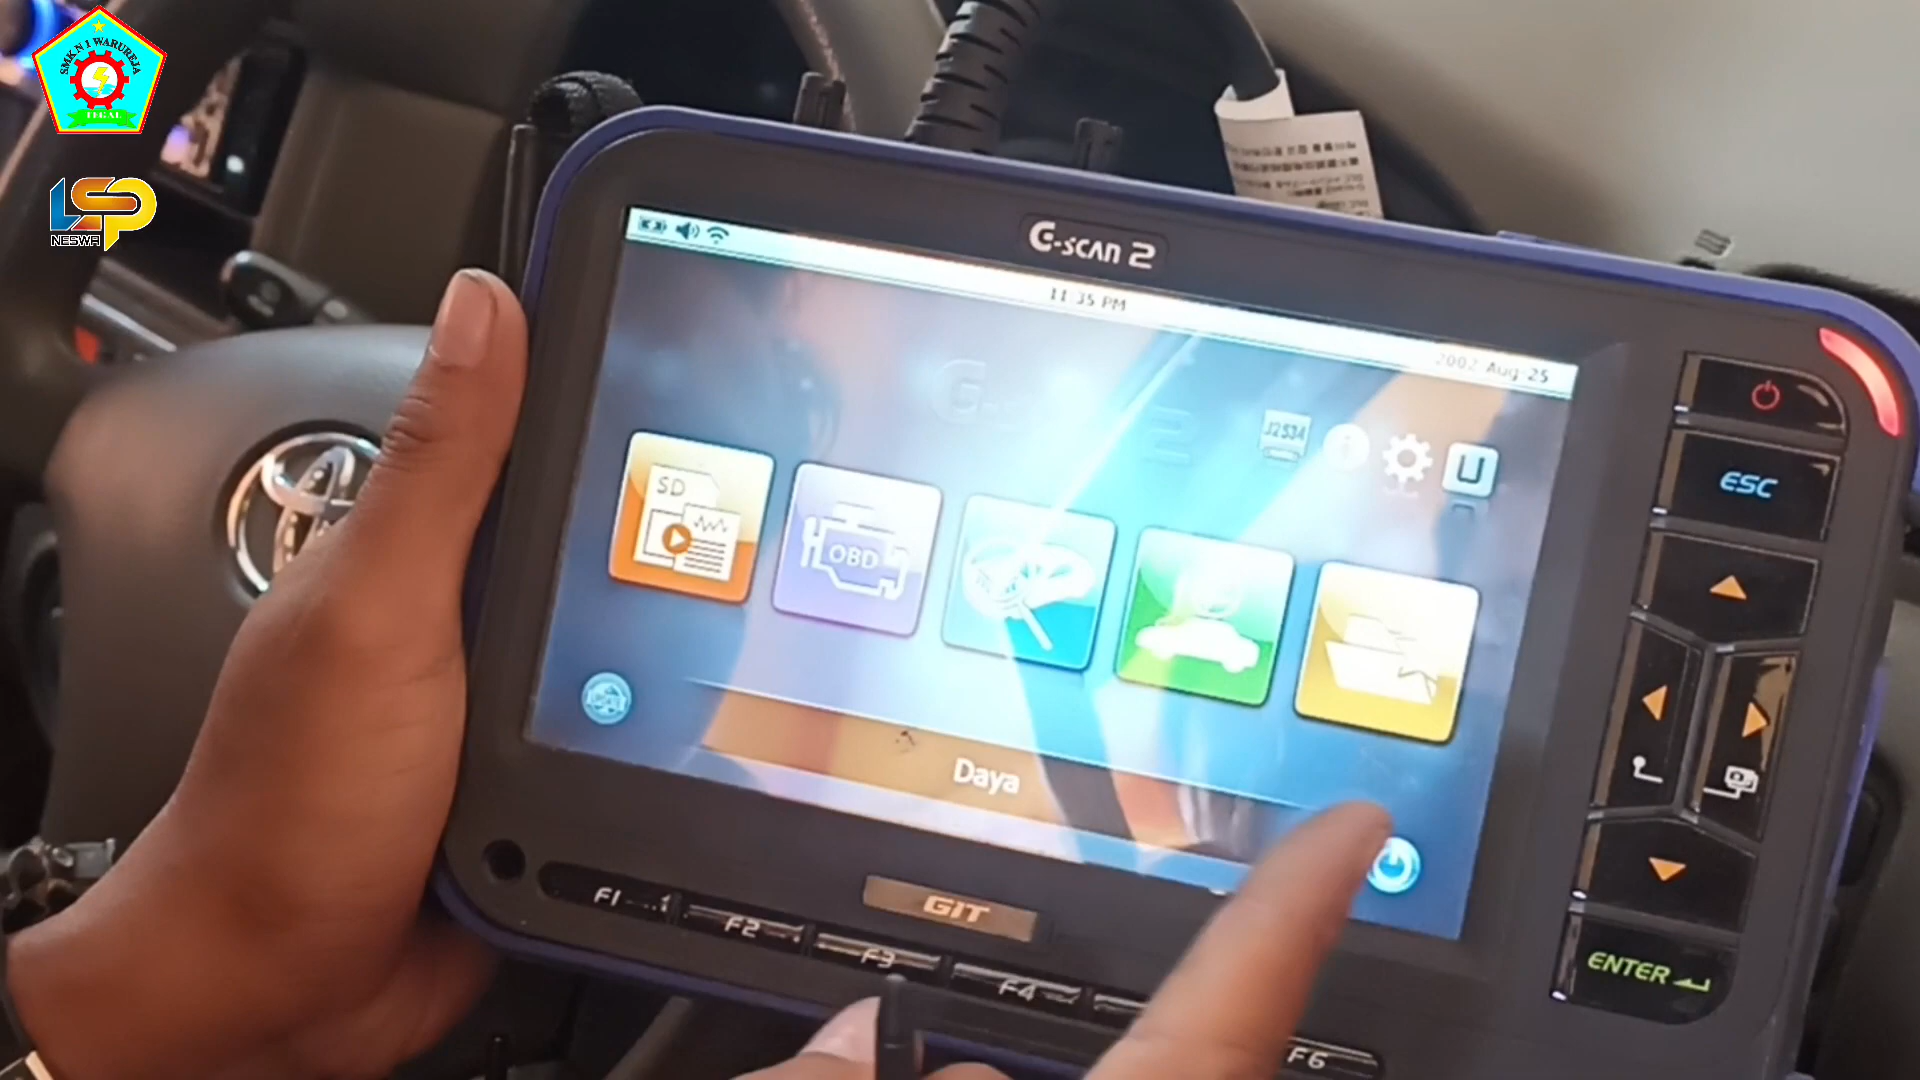 SMK N 1 WARUREJA
TEGAL
LSP
NESWA
G-SCAN 2
11:35 PM
2002 Aug 25
J2534
SD
OBD
Daya
ESC
ENTER
GIT
F1
F2
F3
F4
F6